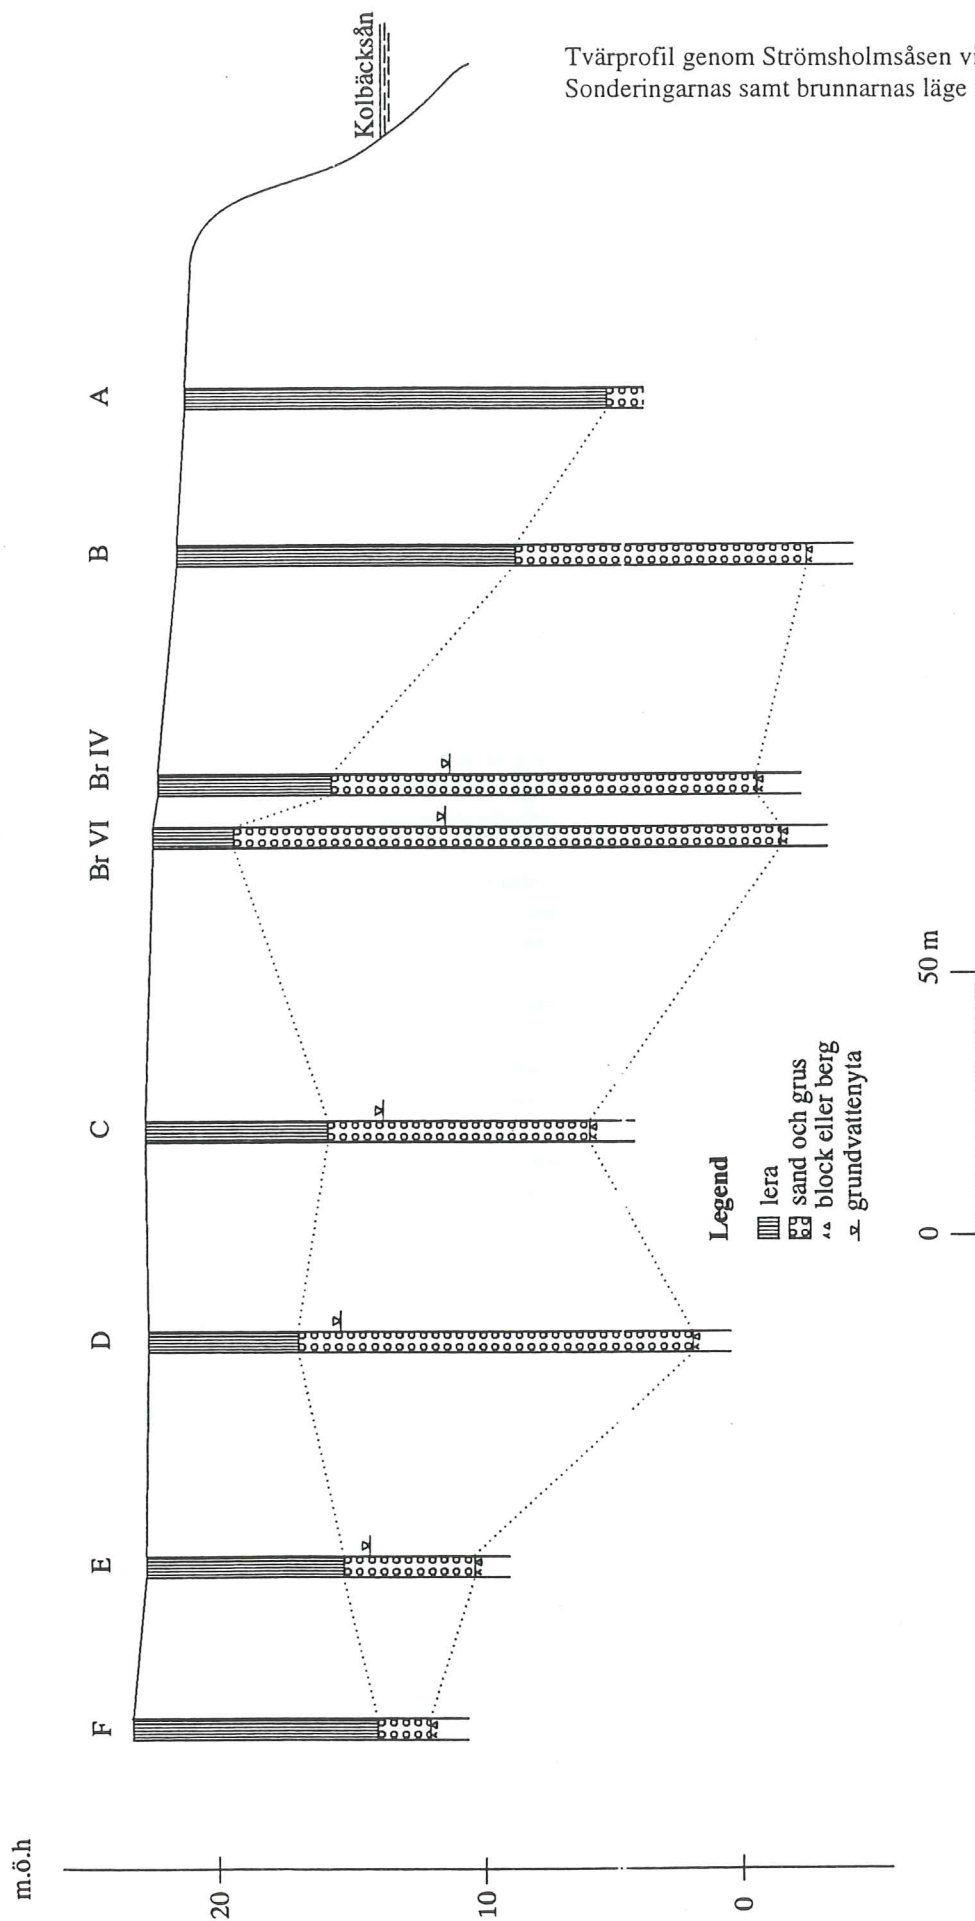 Tvärprofil genom Strömsholmsåsen
Sonderingarnas samt brunnarnas läge
Kolbäcksån
m.ö.h
F
E
D
C
Br VI
Br IV
B
A
20
10
0
Legend
lera
sand och grus
block eller berg
grundvattenyta
0
50 m